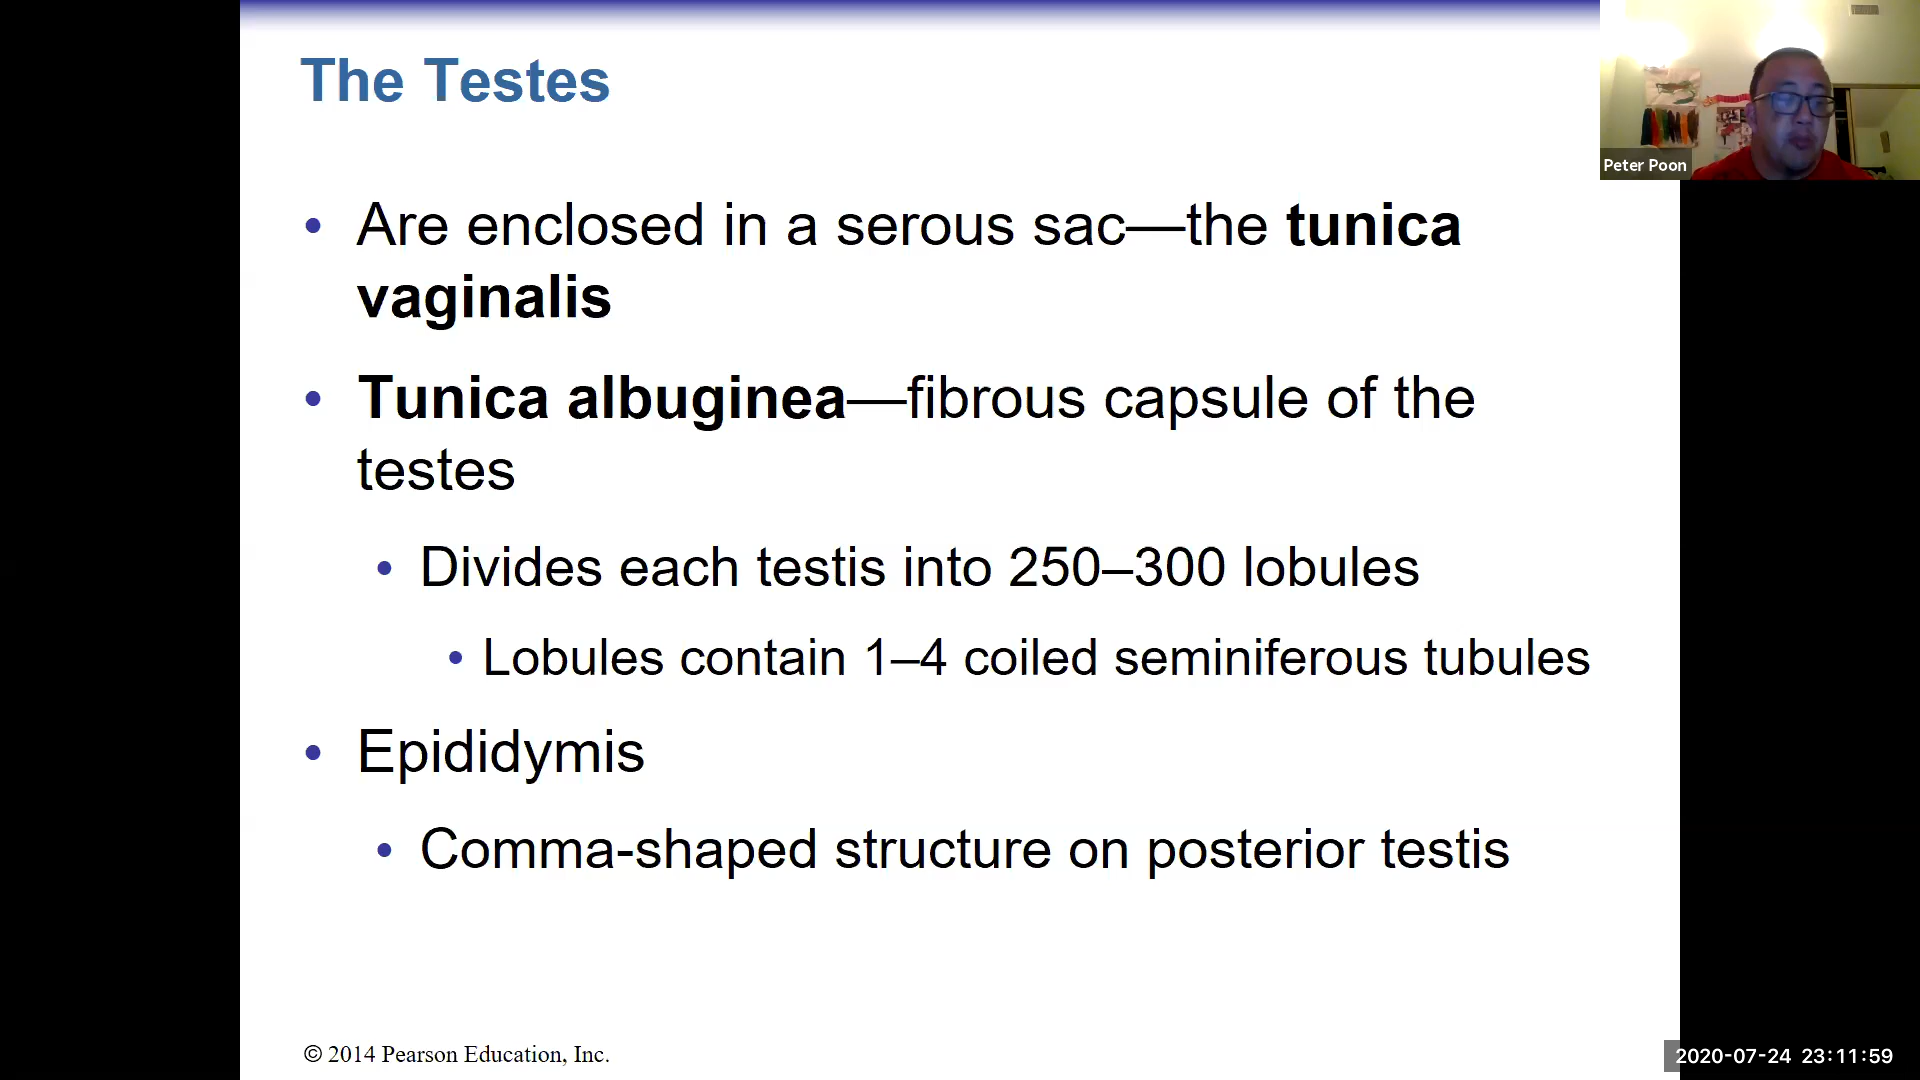 The Testes
Peter Poon
• Are enclosed in a serous sac—the tunica
vaginalis
• Tunica albuginea—fibrous capsule of the
testes
• Divides each testis into 250–300 lobules
• Lobules contain 1–4 coiled seminiferous tubules
• Epididymis
• Comma-shaped structure on posterior testis
© 2014 Pearson Education, Inc.
2020-07-24 23:11:59